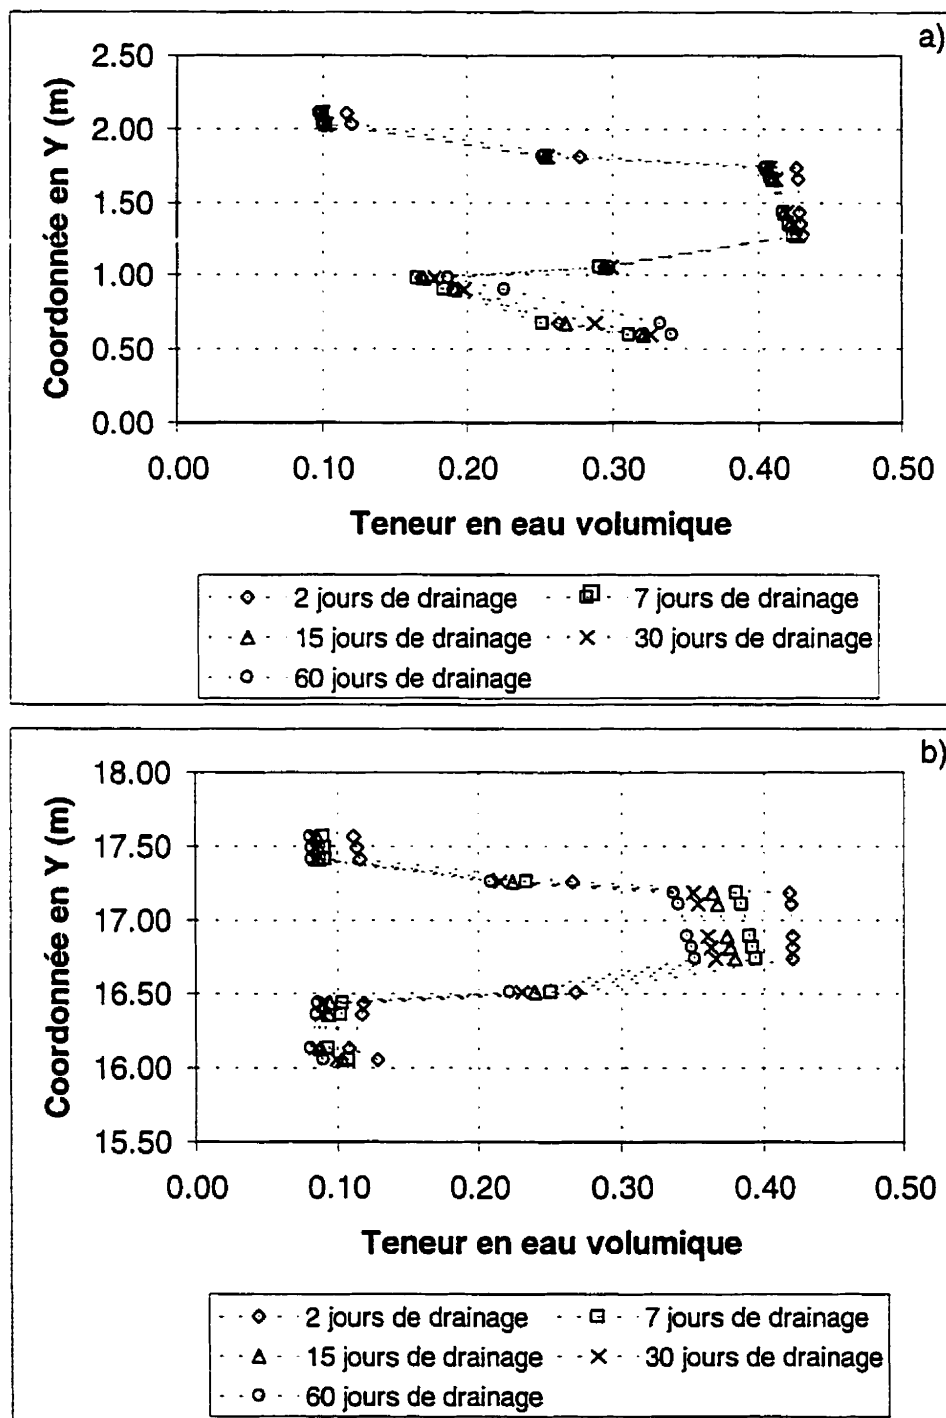 a)
Coordonnée en Y (m)
2.50
2.00
1.50
1.00
0.50
0.00
0.00 0.10 0.20 0.30 0.40 0.50
Teneur en eau volumique
2 jours de drainage 7 jours de drainage
15 jours de drainage 30 jours de drainage
60 jours de drainage
b)
Coordonnée en Y (m)
18.00
17.50
17.00
16.50
16.00
15.50
0.00 0.10 0.20 0.30 0.40 0.50
Teneur en eau volumique
2 jours de drainage 7 jours de drainage
15 jours de drainage 30 jours de drainage
60 jours de drainage